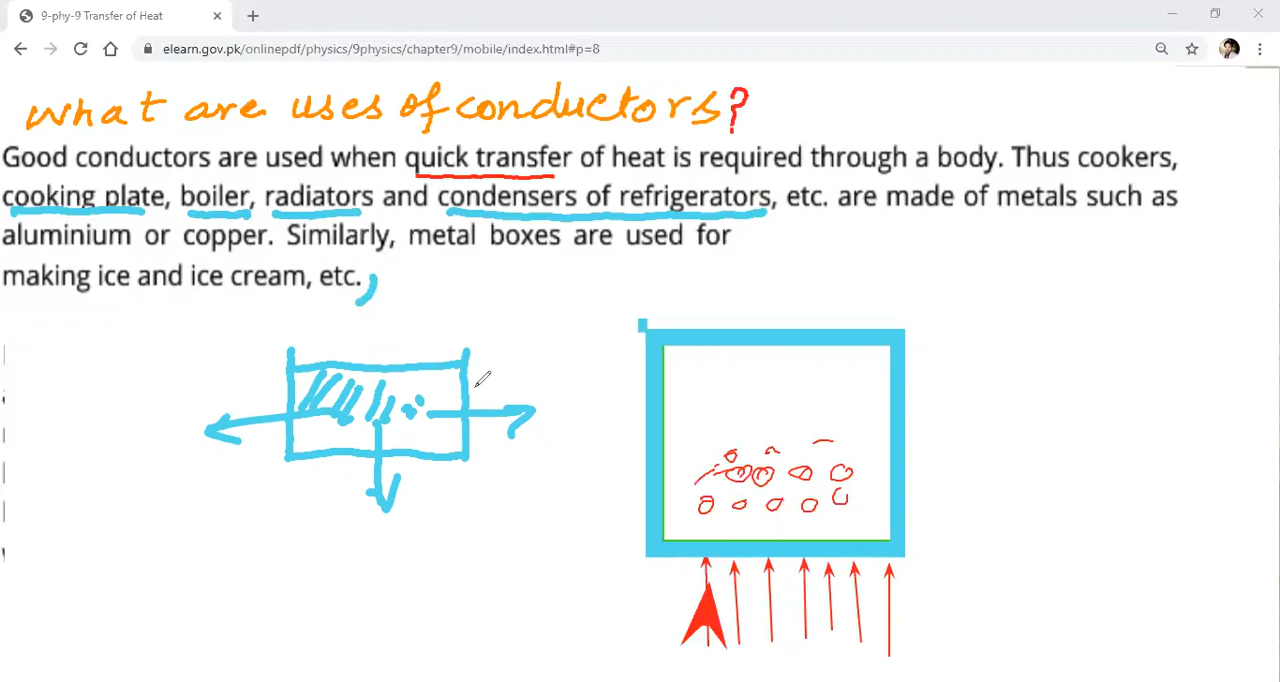 9-phy-9 Transfer of Heat
elearn.gov.pk/onlinepdf/physics/9physics/chapter9/mobile/index.html#p=8
What are uses of conductors?
Good conductors are used when quick transfer of heat is required through a body. Thus cookers,
cooking plate, boiler, radiators and condensers of refrigerators, etc. are made of metals such as
aluminium or copper. Similarly, metal boxes are used for
making ice and ice cream, etc.,